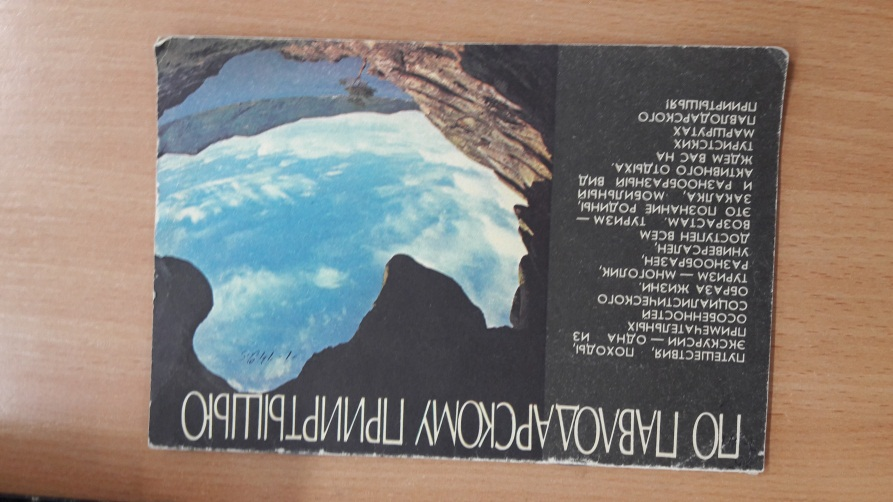 ПО ПАВЛОДАРСКОМУ ПРИИРТЫШЬЮ
ПУТЕШЕСТВИЯ, ПОХОДЫ,
ЭКСКУРСИИ — ОДНА ИЗ
ПРИМЕЧАТЕЛЬНЫХ
ОСОБЕННОСТЕЙ
СОЦИАЛИСТИЧЕСКОГО
ОБРАЗА ЖИЗНИ.
ТУРИЗМ — МНОГОЛИК,
РАЗНООБРАЗЕН,
УНИВЕРСАЛЕН,
ДОСТУПЕН ВСЕМ
ВОЗРАСТАМ. ТУРИЗМ —
ЭТО ПОЗНАНИЕ РОДИНЫ,
ЗАКАЛКА, МОБИЛЬНЫЙ
И РАЗНООБРАЗНЫЙ ВИД
АКТИВНОГО ОТДЫХА.
ЖДЕМ ВАС НА
ТУРИСТСКИХ
МАРШРУТАХ
ПАВЛОДАРСКОГО
ПРИИРТЫШЬЯ!